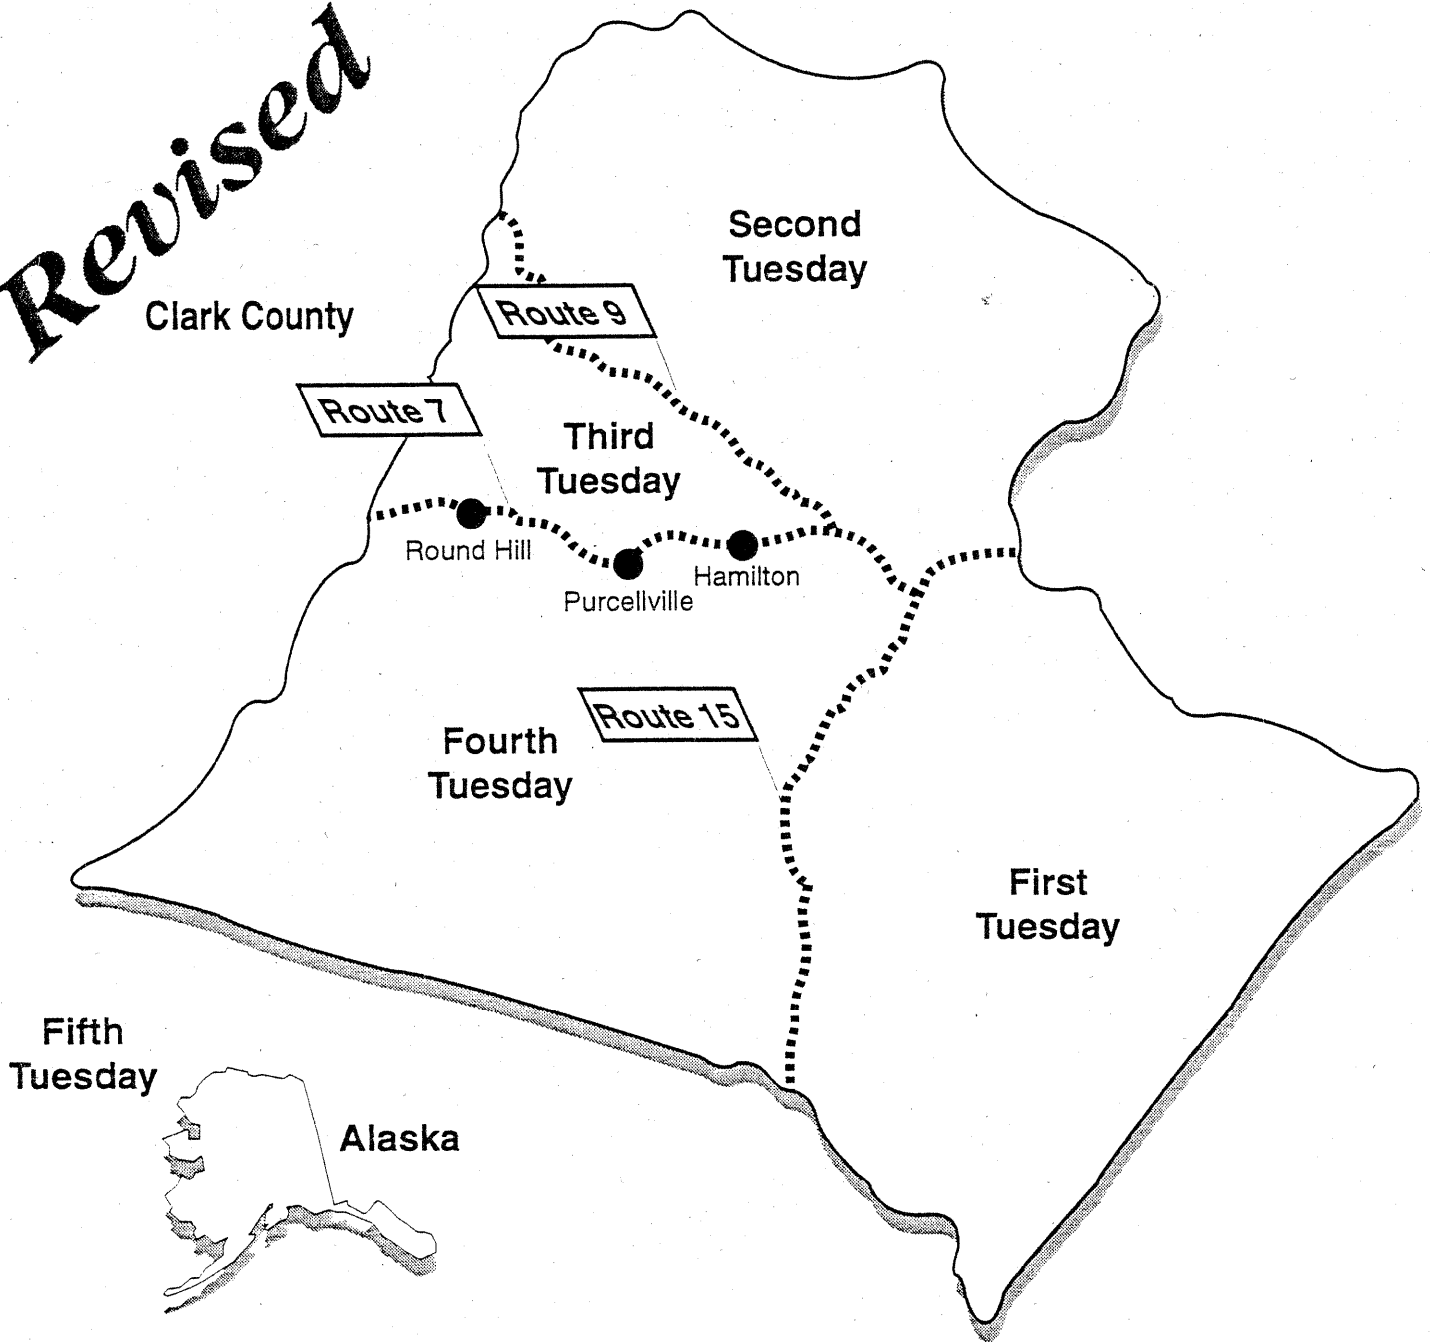 Revised
Second
Tuesday
Clark County
Route 9
Route 7
Third
Tuesday
Round Hill
Hamilton
Purcellville
Route 15
Fourth
Tuesday
First
Tuesday
Fifth
Tuesday
Alaska